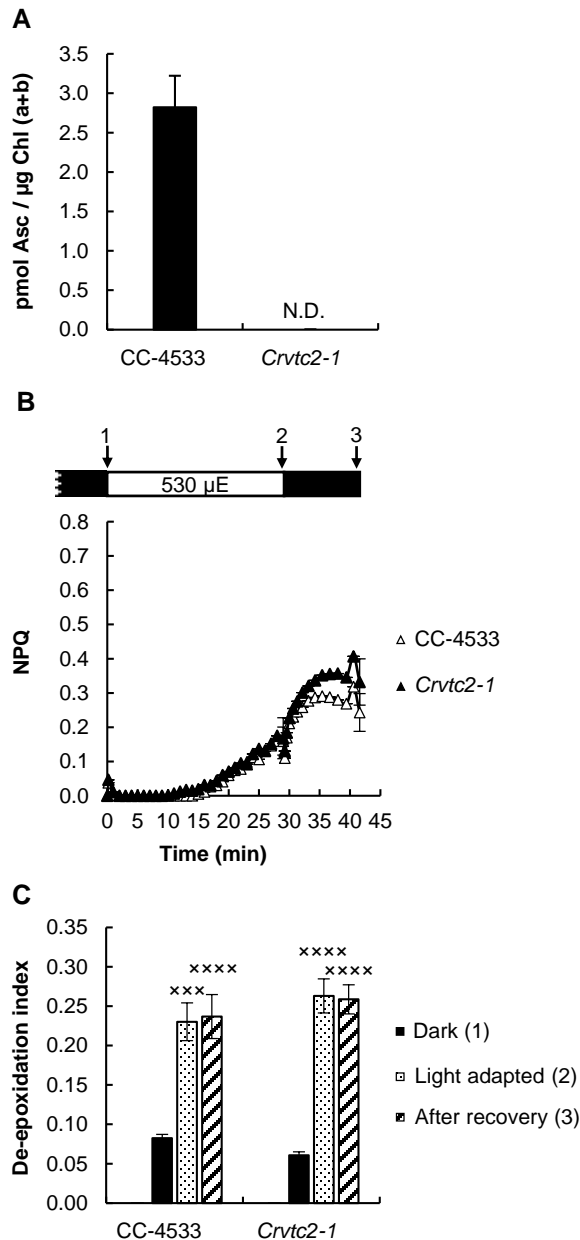 A
pmol Asc / µg Chl (a+b)
3.5
3.0
2.5
2.0
1.5
1.0
0.5
0.0
N.D.
CC-4533
Crvtc2-1
B
1
2
3
530 µE
NPQ
0.8
0.7
0.6
0.5
0.4
0.3
0.2
0.1
0.0
0 5 10 15 20 25 30 35 40 45
Time (min)
CC-4533
Crvtc2-1
C
De-epoxidation index
0.35
0.30
0.25
0.20
0.15
0.10
0.05
0.00
×××
××××
××××
××××
CC-4533
Crvtc2-1
Dark (1)
Light adapted (2)
After recovery (3)